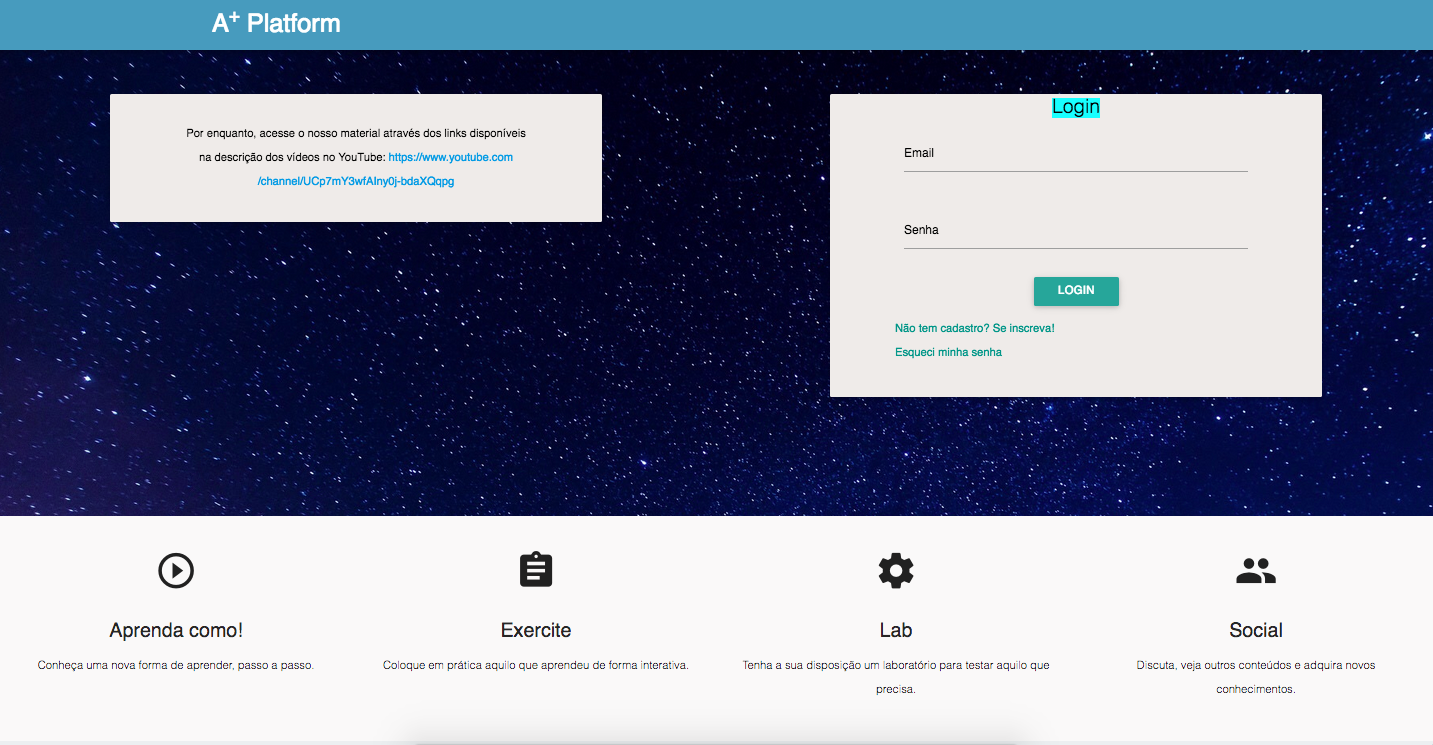 A+ Platform
Por enquanto, acesse o nosso material através dos links disponíveis
na descrição dos vídeos no YouTube: https://www.youtube.com
/channel/UCp7mY3wfAIny0j-bdaXQqpg
Login
Email
Senha
LOGIN
Não tem cadastro? Se inscreva!
Esqueci minha senha
Aprenda como!
Conheça uma nova forma de aprender, passo a passo.
Exercite
Coloque em prática aquilo que aprendeu de forma interativa.
Lab
Tenha a sua disposição um laboratório para testar aquilo que
precisa.
Social
Discuta, veja outros conteúdos e adquira novos
conhecimentos.